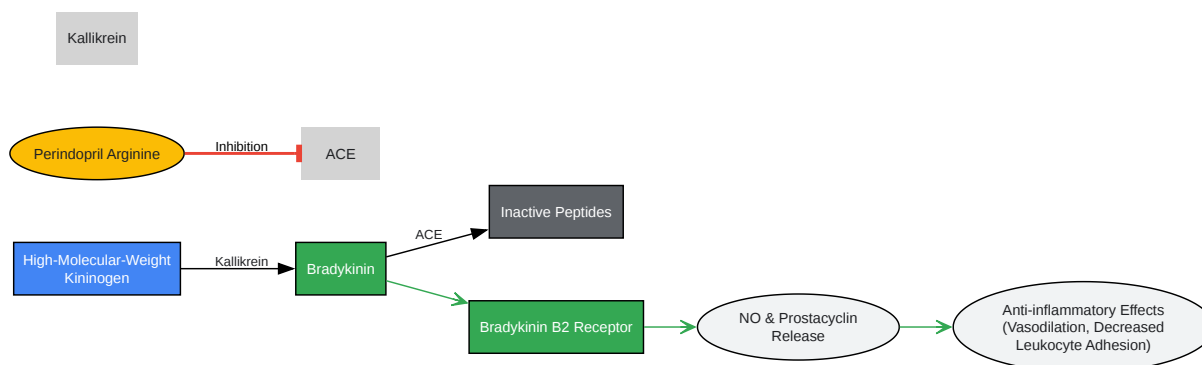 Kallikrein
Perindopril Arginine
Inhibition
ACE
Inactive Peptides
ACE
High-Molecular-Weight
Kininogen
Kallikrein
Bradykinin
Bradykinin B2 Receptor
NO & Prostacyclin
Release
Anti-inflammatory Effects
(Vasodilation, Decreased
Leukocyte Adhesion)